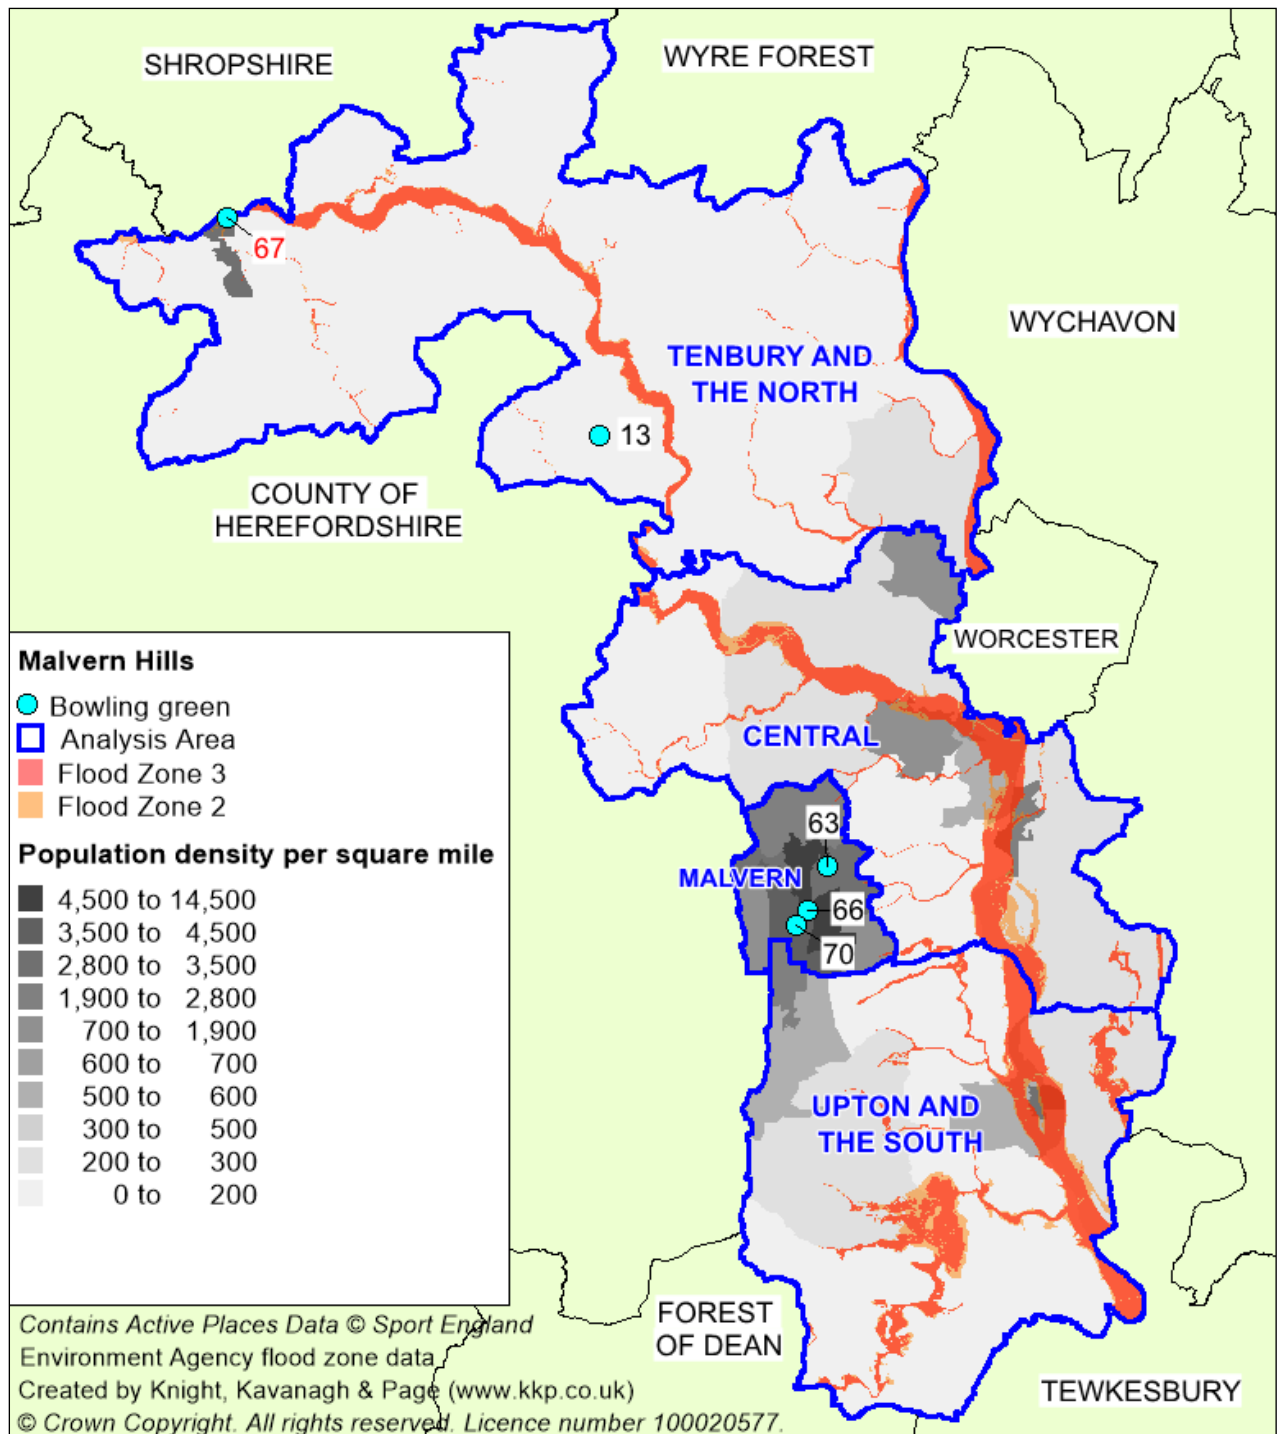 SHROPSHIRE
WYRE FOREST
67
WYCHAVON
TENBURY AND
THE NORTH
13
COUNTY OF
HEREFORDSHIRE
WORCESTER
CENTRAL
63
MALVERN
66
70
UPTON AND
THE SOUTH
FOREST
OF DEAN
TEWKESBURY
Malvern Hills
Bowling green
Analysis Area
Flood Zone 3
Flood Zone 2
Population density per square mile
4,500 to 14,500
3,500 to 4,500
2,800 to 3,500
1,900 to 2,800
700 to 1,900
600 to 700
500 to 600
300 to 500
200 to 300
0 to 200
Contains Active Places Data © Sport England
Environment Agency flood zone data
Created by Knight, Kavanagh & Page (www.kkp.co.uk)
© Crown Copyright. All rights reserved. Licence number 100020577.